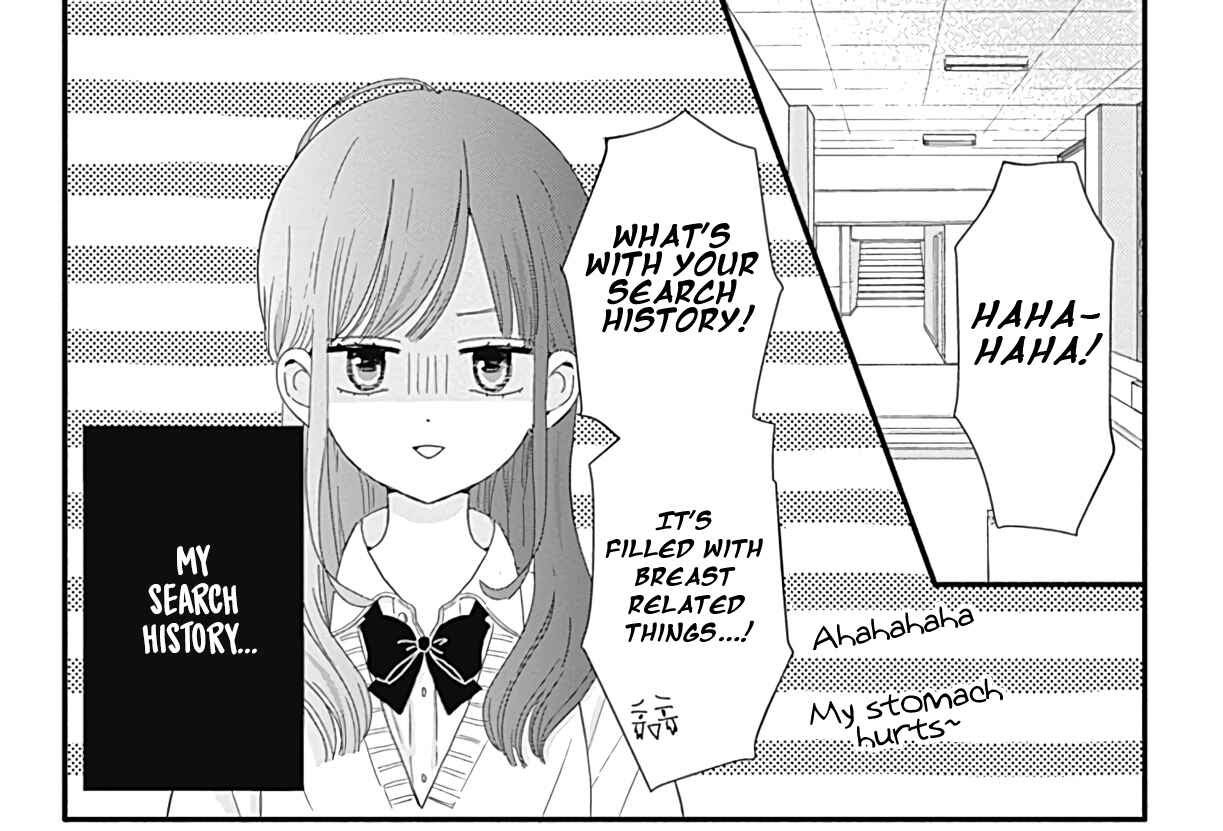 HAHA-
HAHA!
WHAT'S
WITH YOUR
SEARCH
HISTORY!
IT'S
FILLED WITH
BREAST
RELATED
THINGS...!
Ahahahaha
My stomach
hurts~
MY
SEARCH
HISTORY...